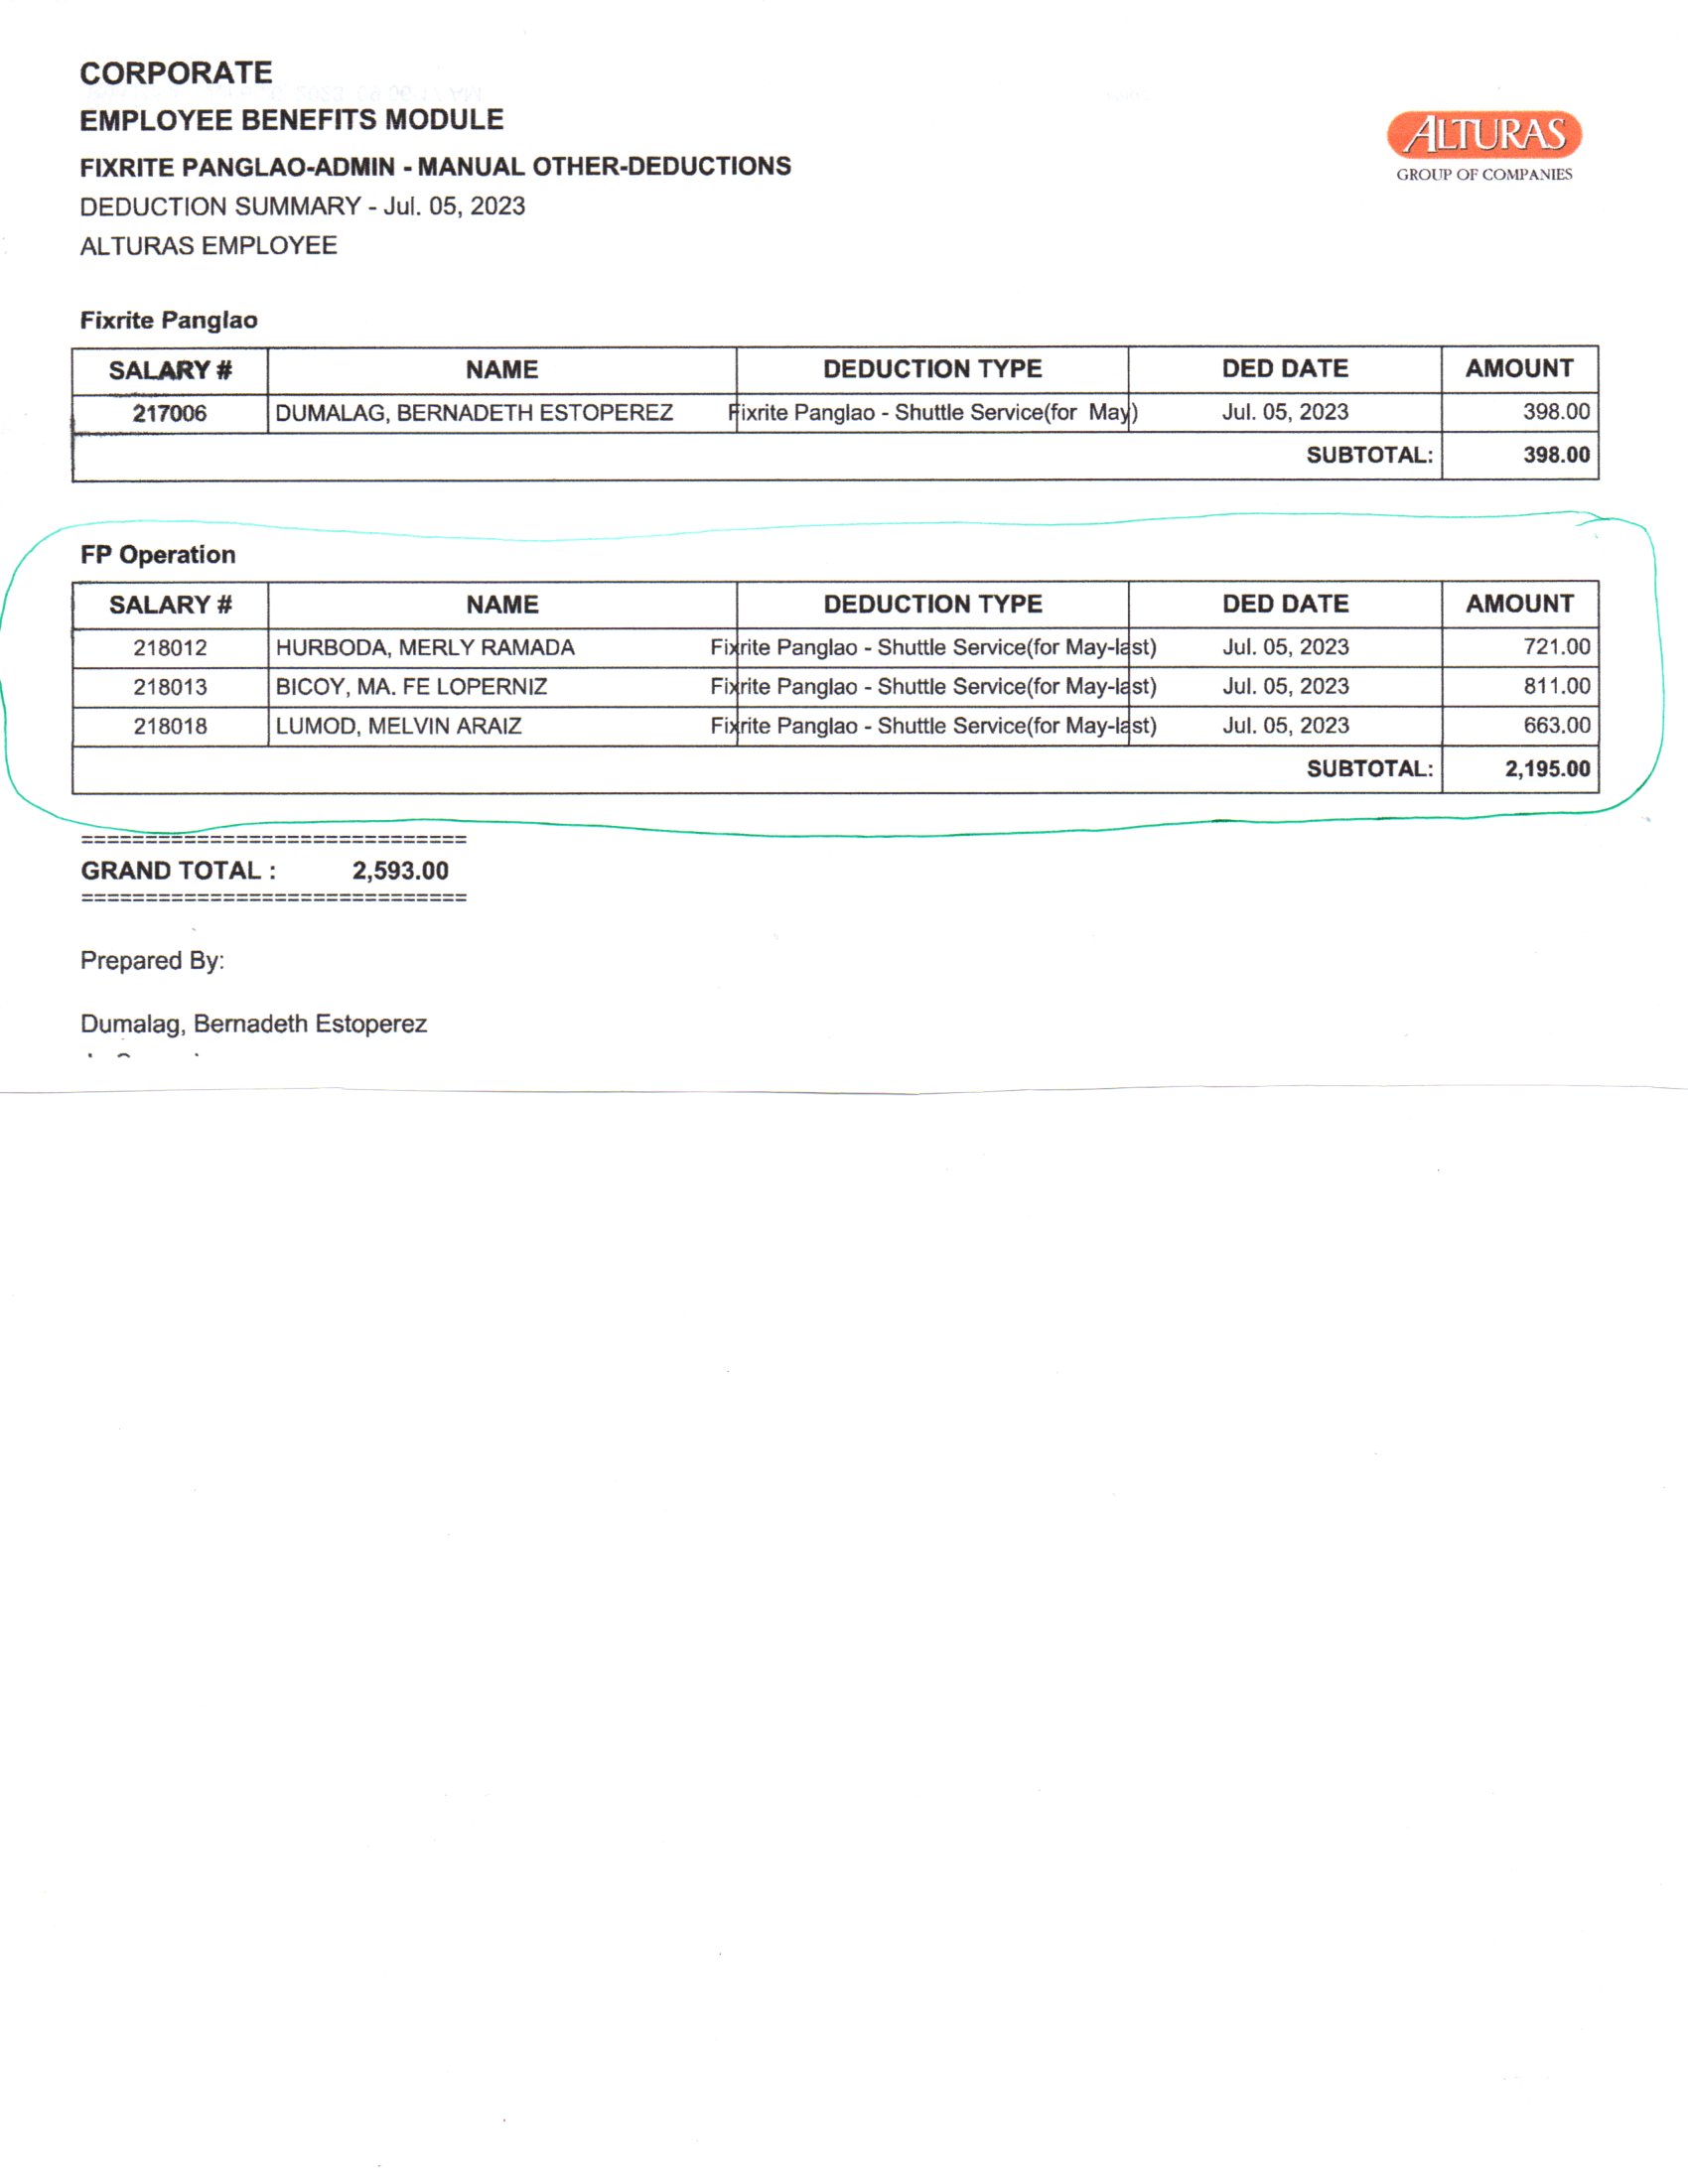 CORPORATE
EMPLOYEE BENEFITS MODULE
FIXRITE PANGLAO-ADMIN - MANUAL OTHER-DEDUCTIONS
DEDUCTION SUMMARY - Jul. 05, 2023
ALTURAS EMPLOYEE
ALTURAS
GROUP OF COMPANIES
Fixrite Panglao
SALARY # NAME DEDUCTION TYPE DED DATE AMOUNT
217006 DUMALAG, BERNADETH ESTOPEREZ Fixrite Panglao - Shuttle Service(for May) Jul. 05, 2023 398.00
SUBTOTAL: 398.00
FP Operation
SALARY # NAME DEDUCTION TYPE DED DATE AMOUNT
218012 HURBODA, MERLY RAMADA Fixrite Panglao - Shuttle Service(for May-last) Jul. 05, 2023 721.00
218013 BICOY, MA. FE LOPERNIZ Fixrite Panglao - Shuttle Service(for May-last) Jul. 05, 2023 811.00
218018 LUMOD, MELVIN ARAIZ Fixrite Panglao - Shuttle Service(for May-last) Jul. 05, 2023 663.00
SUBTOTAL: 2,195.00
==============================
GRAND TOTAL : 2,593.00
==============================
Prepared By:
Dumalag, Bernadeth Estoperez